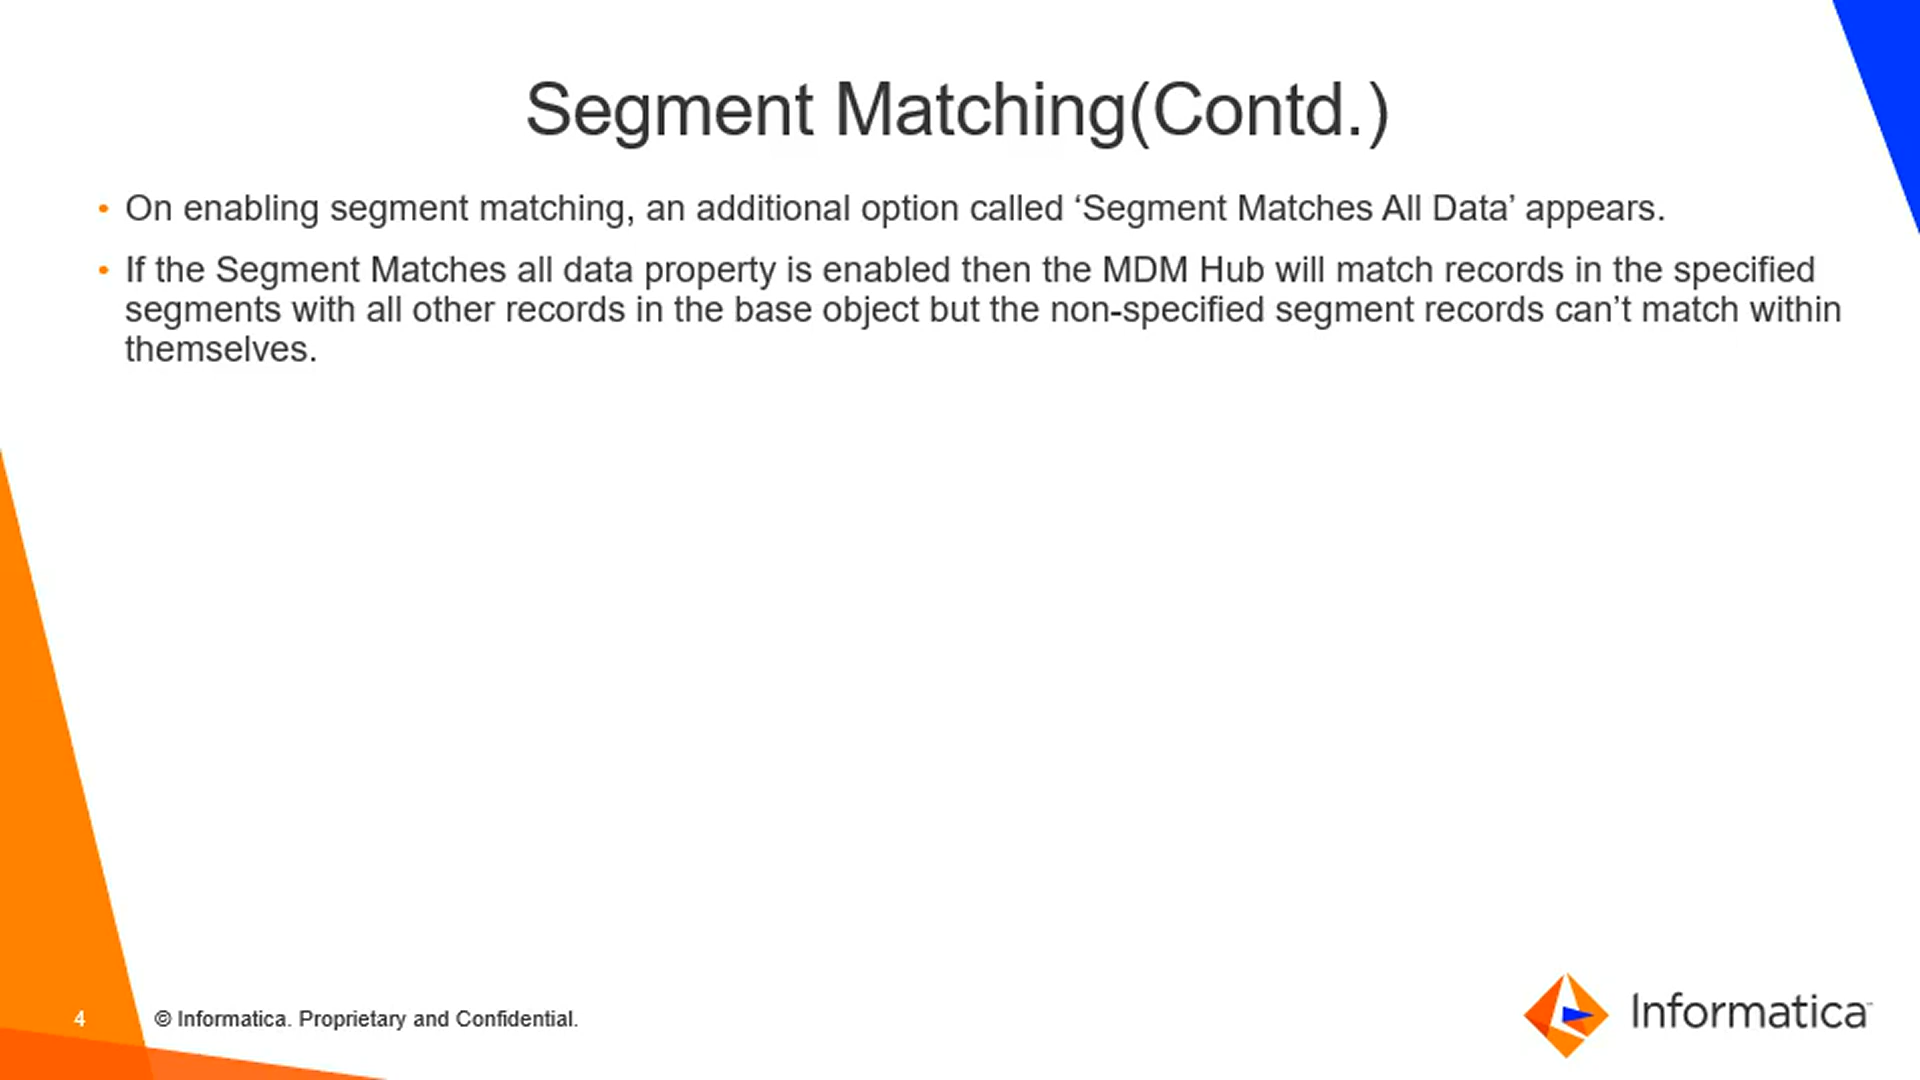 Segment Matching(Contd.)
• On enabling segment matching, an additional option called ‘Segment Matches All Data’ appears.
• If the Segment Matches all data property is enabled then the MDM Hub will match records in the specified
segments with all other records in the base object but the non-specified segment records can’t match within
themselves.
4
© Informatica. Proprietary and Confidential.
Informatica™